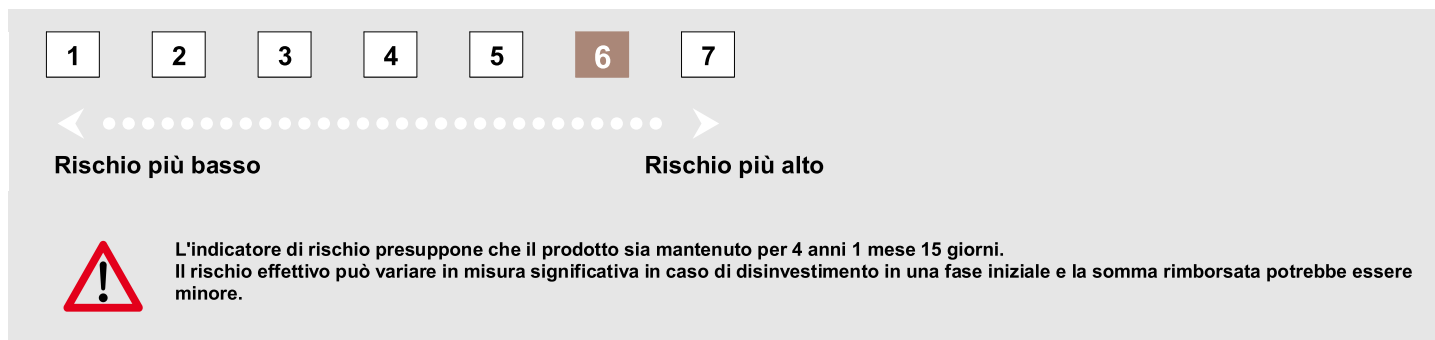 1 2 3 4 5 6 7
Rischio più basso Rischio più alto
L'indicatore di rischio presuppone che il prodotto sia mantenuto per 4 anni 1 mese 15 giorni.
Il rischio effettivo può variare in misura significativa in caso di disinvestimento in una fase iniziale e la somma rimborsata potrebbe essere
minore.